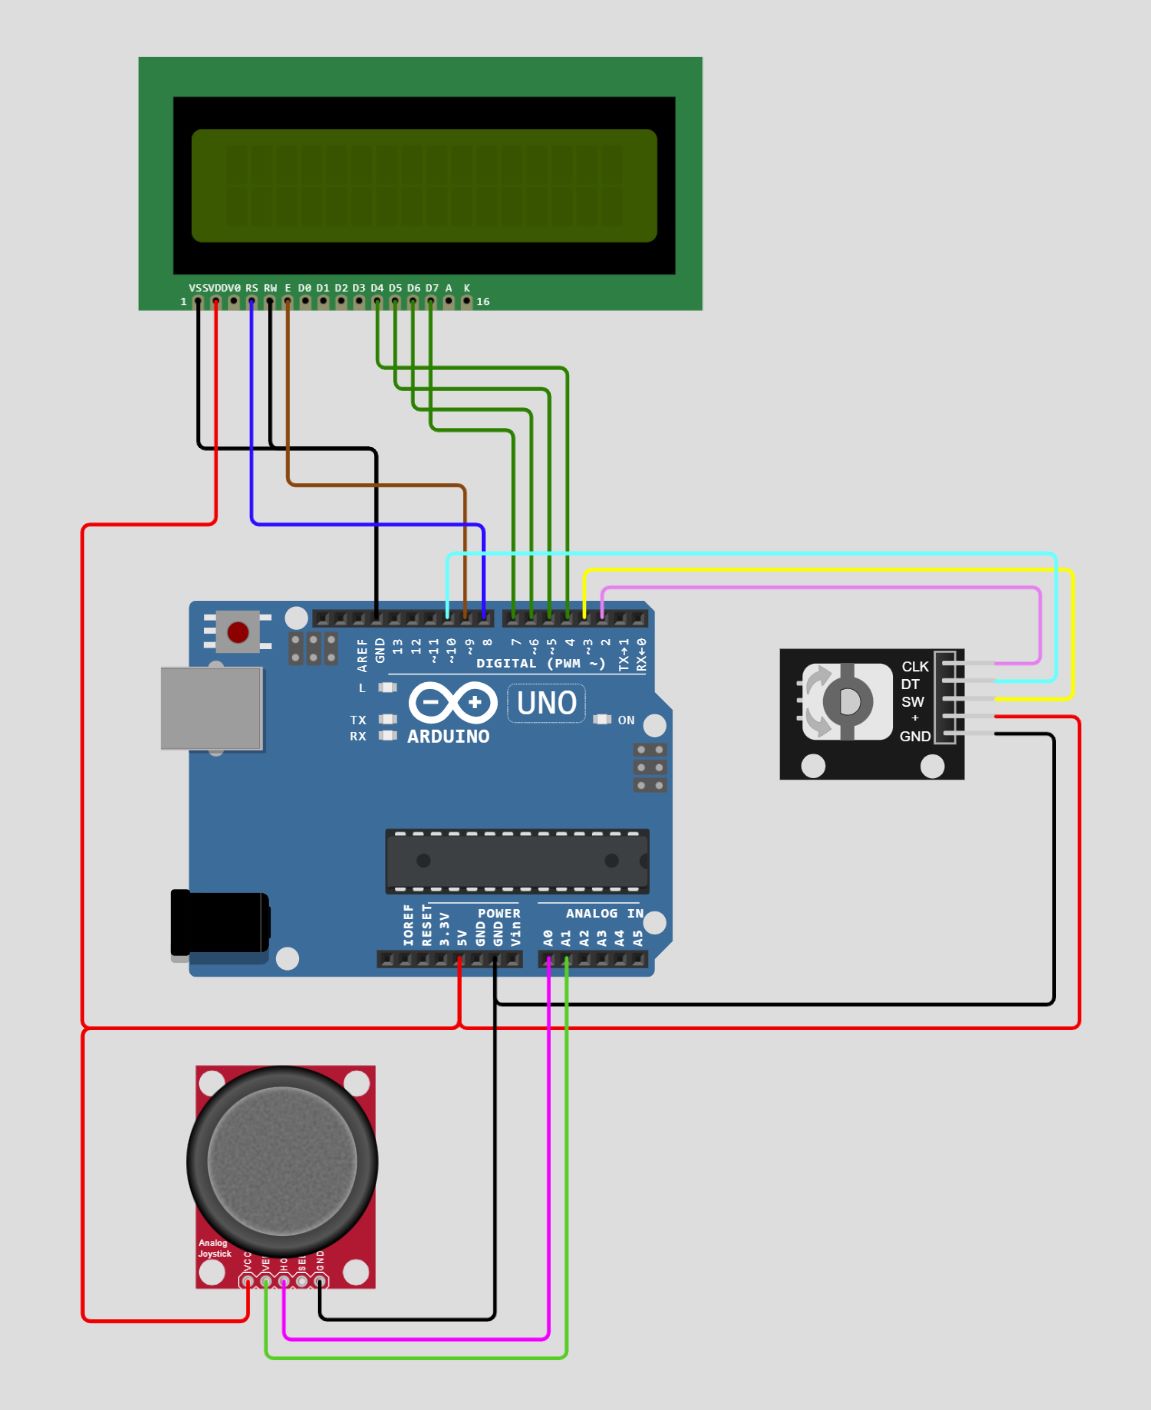 VSS VDD V0 RS RW E D0 D1 D2 D3 D4 D5 D6 D7 A K
1 16
AREF GND 13 12 ~11 ~10 ~9 8 7 ~6 ~5 4 ~3 2 TX→1 RX←0
DIGITAL (PWM ~)
L
UNO
TX ON
RX ARDUINO
CLK
DT
SW
+
GND
POWER ANALOG IN
IOREF RESET 3.3V 5V GND GND Vin A0 A1 A2 A3 A4 A5
Analog
Joystick
VCC VE HO SEL GND